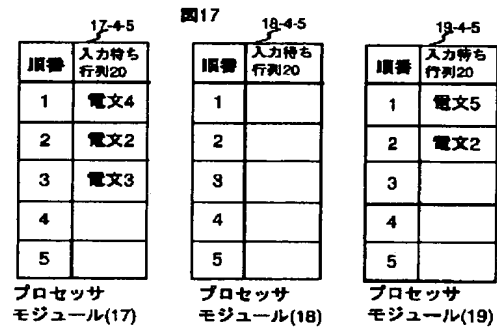 図17
17-4-5
順番 入力待ち行列20
1 電文4
2 電文2
3 電文3
4
5
プロセッサ
モジュール(17)
18-4-5
順番 入力待ち行列20
1
2
3
4
5
プロセッサ
モジュール(18)
19-4-5
順番 入力待ち行列20
1 電文5
2 電文2
3
4
5
プロセッサ
モジュール(19)